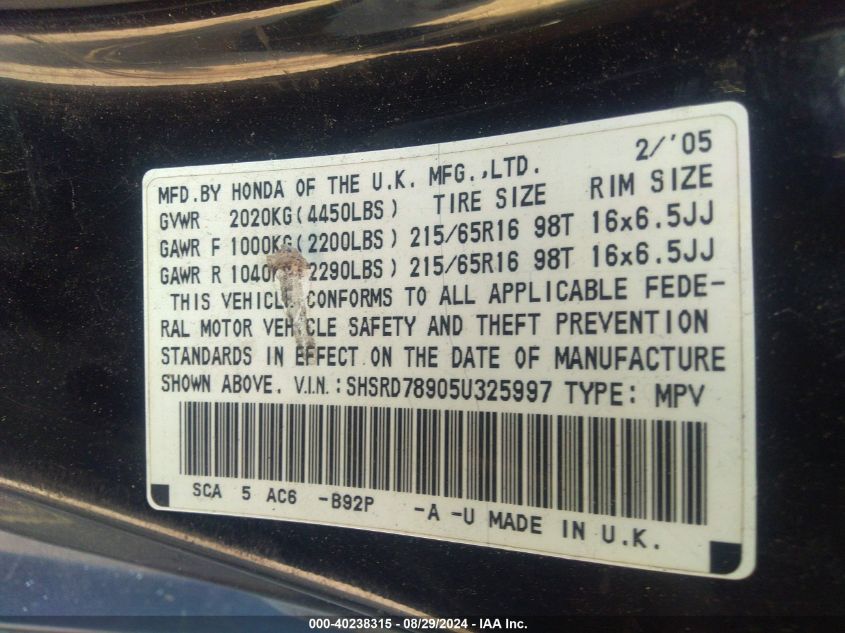 MFD.BY HONDA OF THE U.K. MFG.,LTD. 2/'05
GVWR 2020KG(4450LBS) TIRE SIZE RIM SIZE
GAWR F 1000KG(2200LBS) 215/65R16 98T 16x6.5JJ
GAWR R 1040 2290LBS) 215/65R16 98T 16x6.5JJ
THIS VEHICLE CONFORMS TO ALL APPLICABLE FEDE-
RAL MOTOR VEHICLE SAFETY AND THEFT PREVENTION
STANDARDS IN EFFECT ON THE DATE OF MANUFACTURE
SHOWN ABOVE. V.I.N.:SHSRD78905U325997 TYPE: MPV
SCA 5 AC6 -B92P -A -U MADE IN U.K.
000-40238315 - 08/29/2024 - IAA Inc.